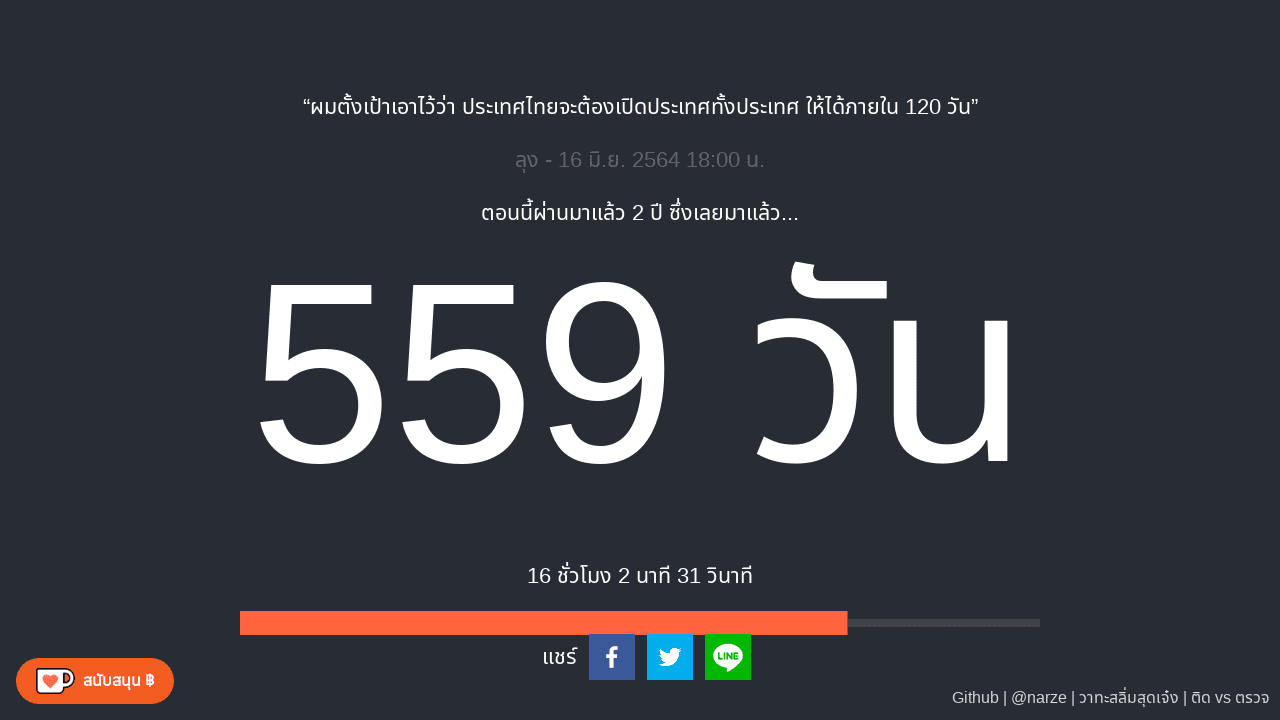 “ผมตั้งเป้าเอาไว้ว่า ประเทศไทยจะต้องเปิดประเทศทั้งประเทศ ให้ได้ภายใน 120 วัน”
ลุง - 16 มิ.ย. 2564 18:00 น.
ตอนนี้ผ่านมาแล้ว 2 ปี ซึ่งเลยมาแล้ว...
559 วัน
16 ชั่วโมง 2 นาที 31 วินาที
แชร์
LINE
สนับสนุน ฿
Github | @narze | วาทะสลิ่มสุดเจ๋ง | ติด vs ตรวจ